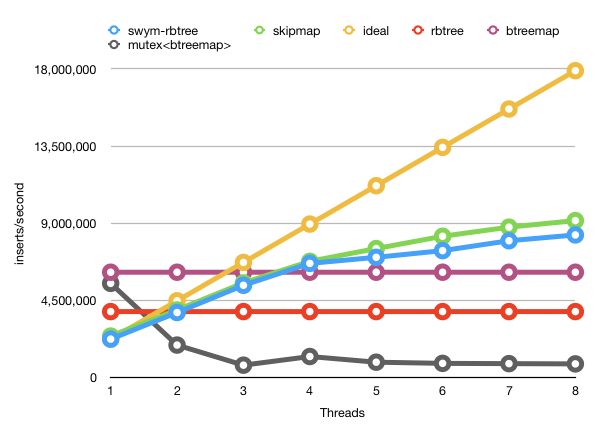 swym-rbtree skipmap ideal rbtree btreemap
mutex<btreemap>
18,000,000
13,500,000
9,000,000
4,500,000
0
inserts/second
1 2 3 4 5 6 7 8
Threads